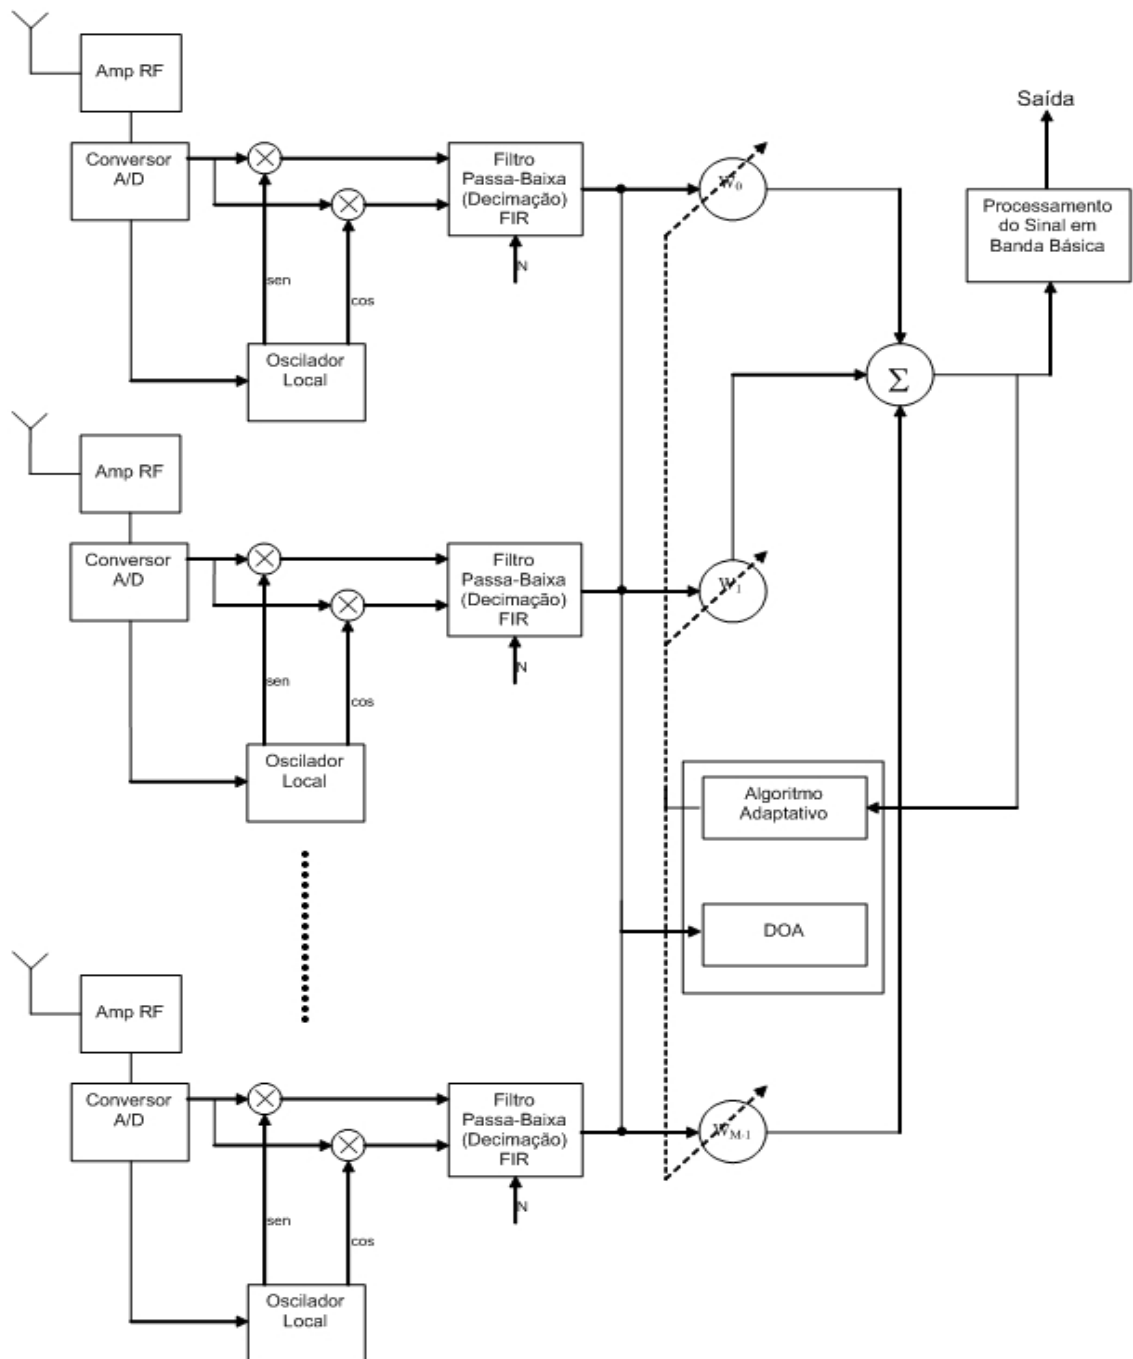 Amp RF
Saída
Conversor
A/D
Filtro
Passa-Baixa
(Decimação)
FIR
W0
Processamento
do Sinal em
Banda Básica
N
sen
cos
Oscilador
Local
Σ
Amp RF
Conversor
A/D
Filtro
Passa-Baixa
(Decimação)
FIR
W1
N
sen
cos
Oscilador
Local
Algoritmo
Adaptativo
DOA
Amp RF
Conversor
A/D
Filtro
Passa-Baixa
(Decimação)
FIR
WM-1
N
sen
cos
Oscilador
Local